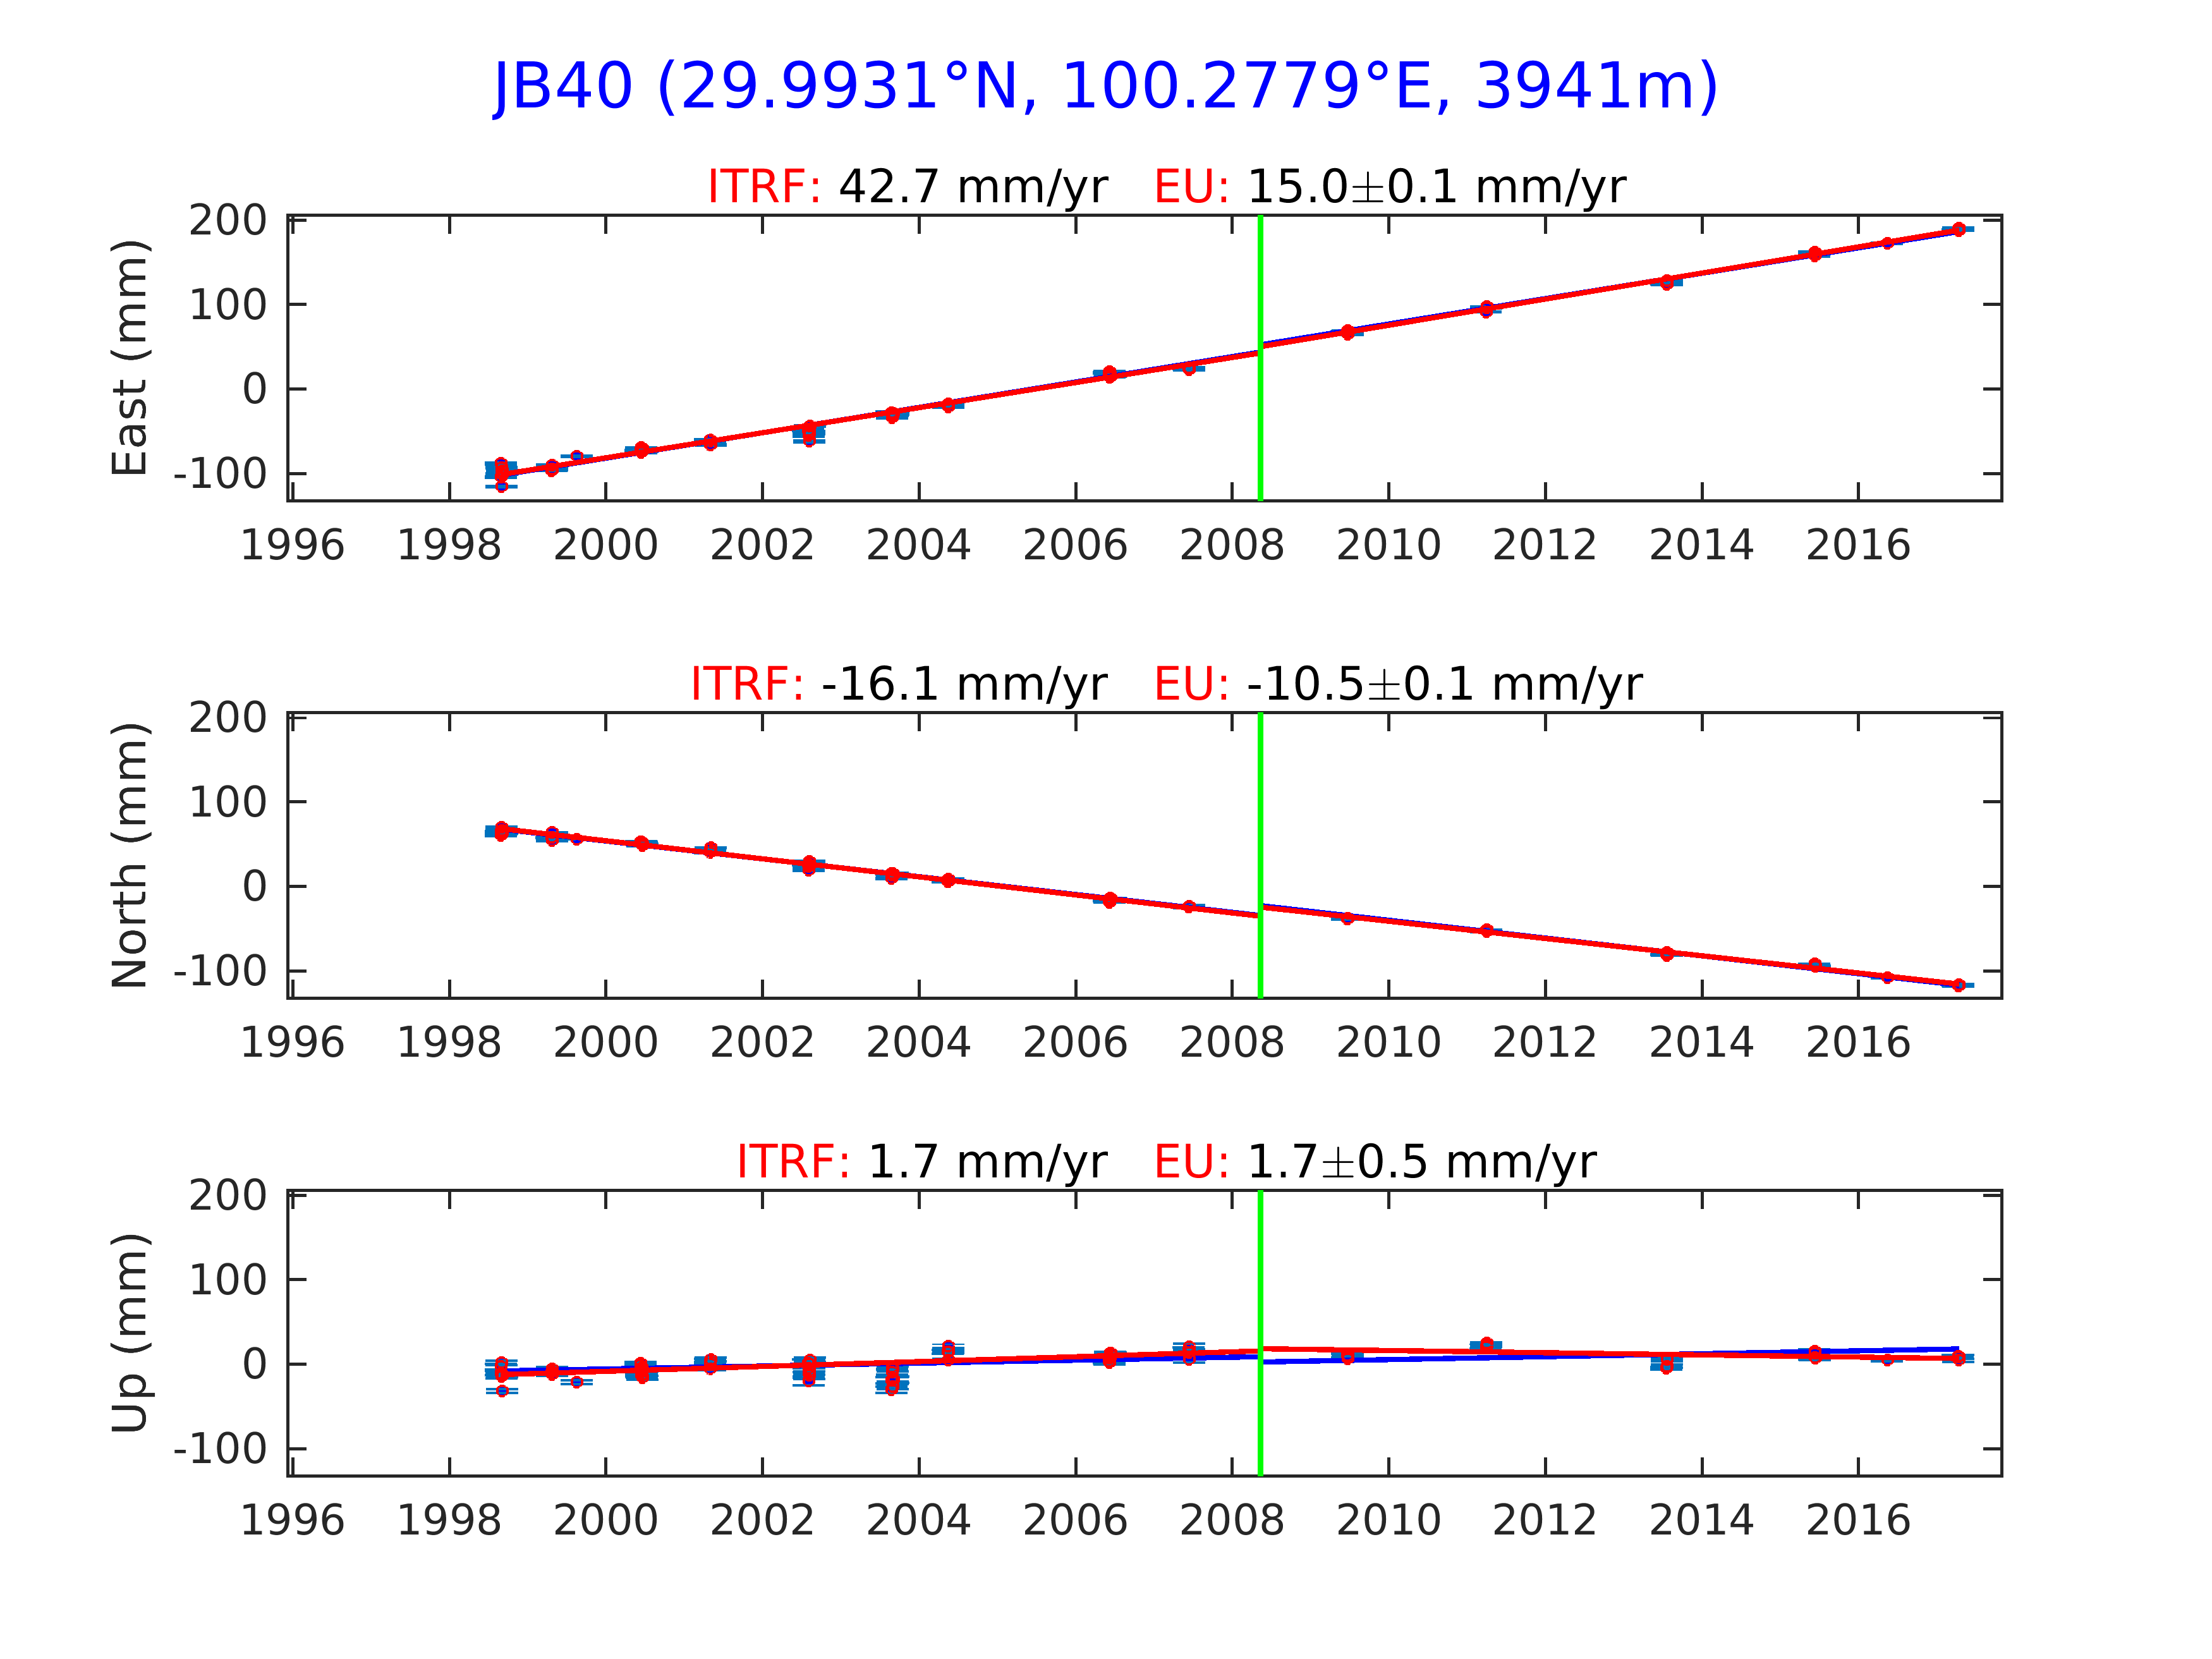 JB40 (29.9931°N, 100.2779°E, 3941m)
ITRF: 42.7 mm/yr EU: 15.0±0.1 mm/yr
East (mm)
200
100
0
-100
1996 1998 2000 2002 2004 2006 2008 2010 2012 2014 2016
ITRF: -16.1 mm/yr EU: -10.5±0.1 mm/yr
North (mm)
200
100
0
-100
1996 1998 2000 2002 2004 2006 2008 2010 2012 2014 2016
ITRF: 1.7 mm/yr EU: 1.7±0.5 mm/yr
Up (mm)
200
100
0
-100
1996 1998 2000 2002 2004 2006 2008 2010 2012 2014 2016